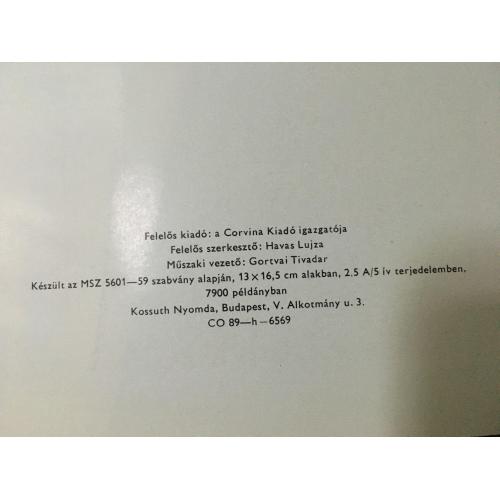 Felelős kiadó: a Corvina Kiadó igazgatója
Felelős szerkesztő: Havas Lujza
Műszaki vezető: Gortvai Tivadar
Készült az MSZ 5601—59 szabvány alapján, 13 × 16,5 cm alakban, 2.5 A/5 ív terjedelemben,
7900 példányban
Kossuth Nyomda, Budapest, V. Alkotmány u. 3.
CO 89—h—6569